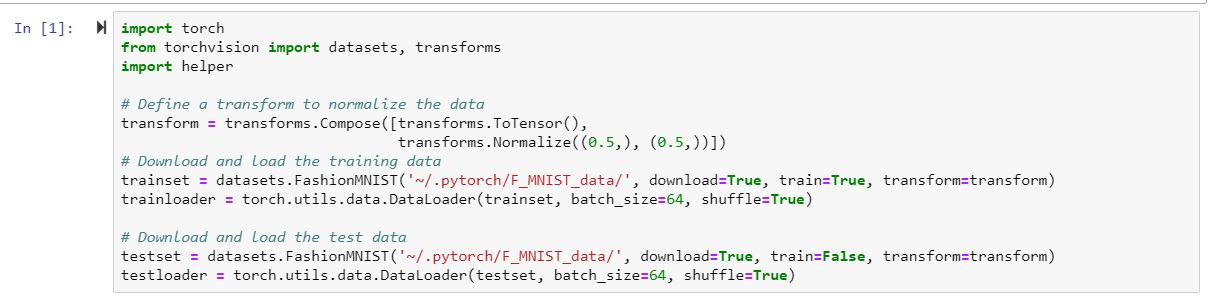 In [1]:
import torch
from torchvision import datasets, transforms
import helper
# Define a transform to normalize the data
transform = transforms.Compose([transforms.ToTensor(),
                                transforms.Normalize((0.5,), (0.5,))])
# Download and load the training data
trainset = datasets.FashionMNIST('~/.pytorch/F_MNIST_data/', download=True, train=True, transform=transform)
trainloader = torch.utils.data.DataLoader(trainset, batch_size=64, shuffle=True)
# Download and load the test data
testset = datasets.FashionMNIST('~/.pytorch/F_MNIST_data/', download=True, train=False, transform=transform)
testloader = torch.utils.data.DataLoader(testset, batch_size=64, shuffle=True)